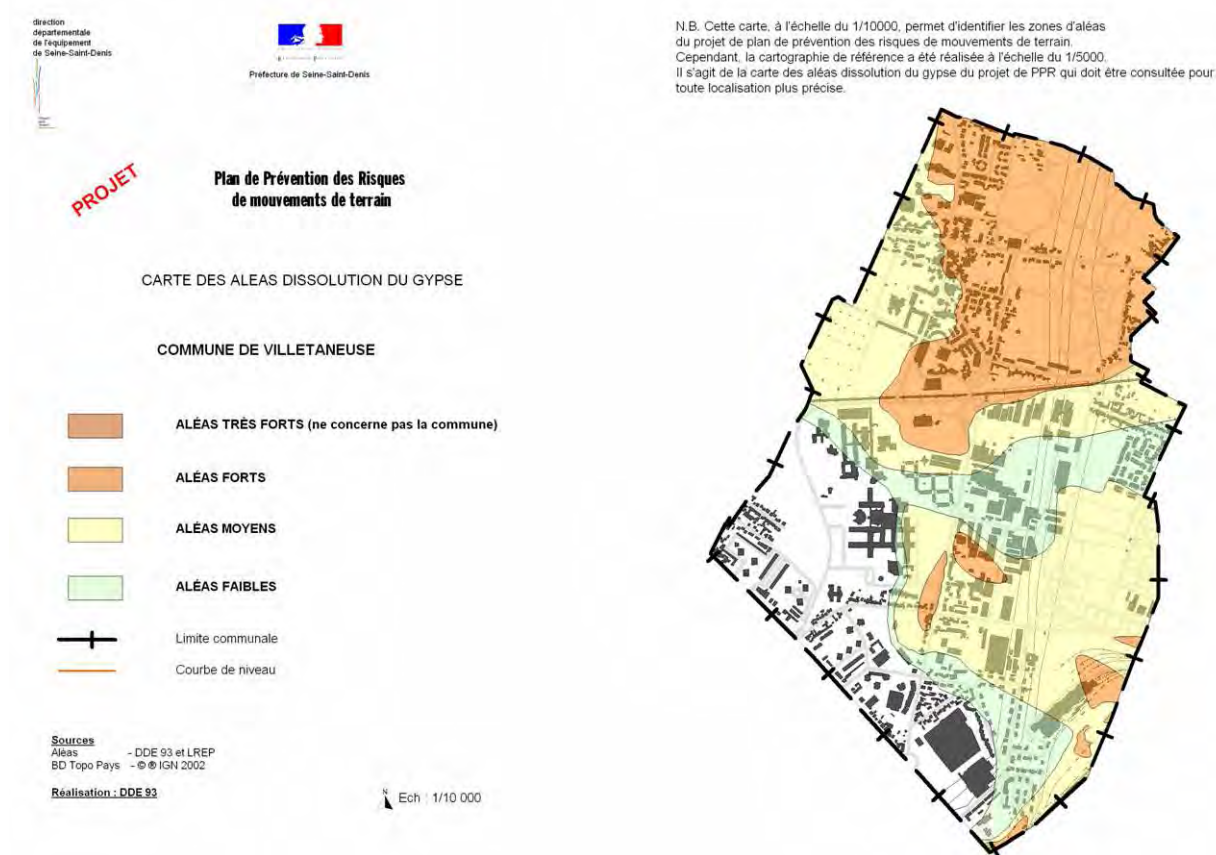 direction
départementale
de l'équipement
de Seine-Saint-Denis
Préfecture de Seine-Saint-Denis
N.B. Cette carte, à l'échelle du 1/10000, permet d'identifier les zones d'aléas
du projet de plan de prévention des risques de mouvements de terrain.
Cependant, la cartographie de référence a été réalisée à l'échelle du 1/5000.
Il s'agit de la carte des aléas dissolution du gypse du projet de PPR qui doit être consultée pour
toute localisation plus précise.
PROJET
Plan de Prévention des Risques
de mouvements de terrain
CARTE DES ALEAS DISSOLUTION DU GYPSE
COMMUNE DE VILLETANEUSE
ALÉAS TRÈS FORTS (ne concerne pas la commune)
ALÉAS FORTS
ALÉAS MOYENS
ALÉAS FAIBLES
Limite communale
Courbe de niveau
Sources
Aléas - DDE 93 et LREP
BD Topo Pays - © ® IGN 2002
Réalisation : DDE 93
N
Ech : 1/10 000